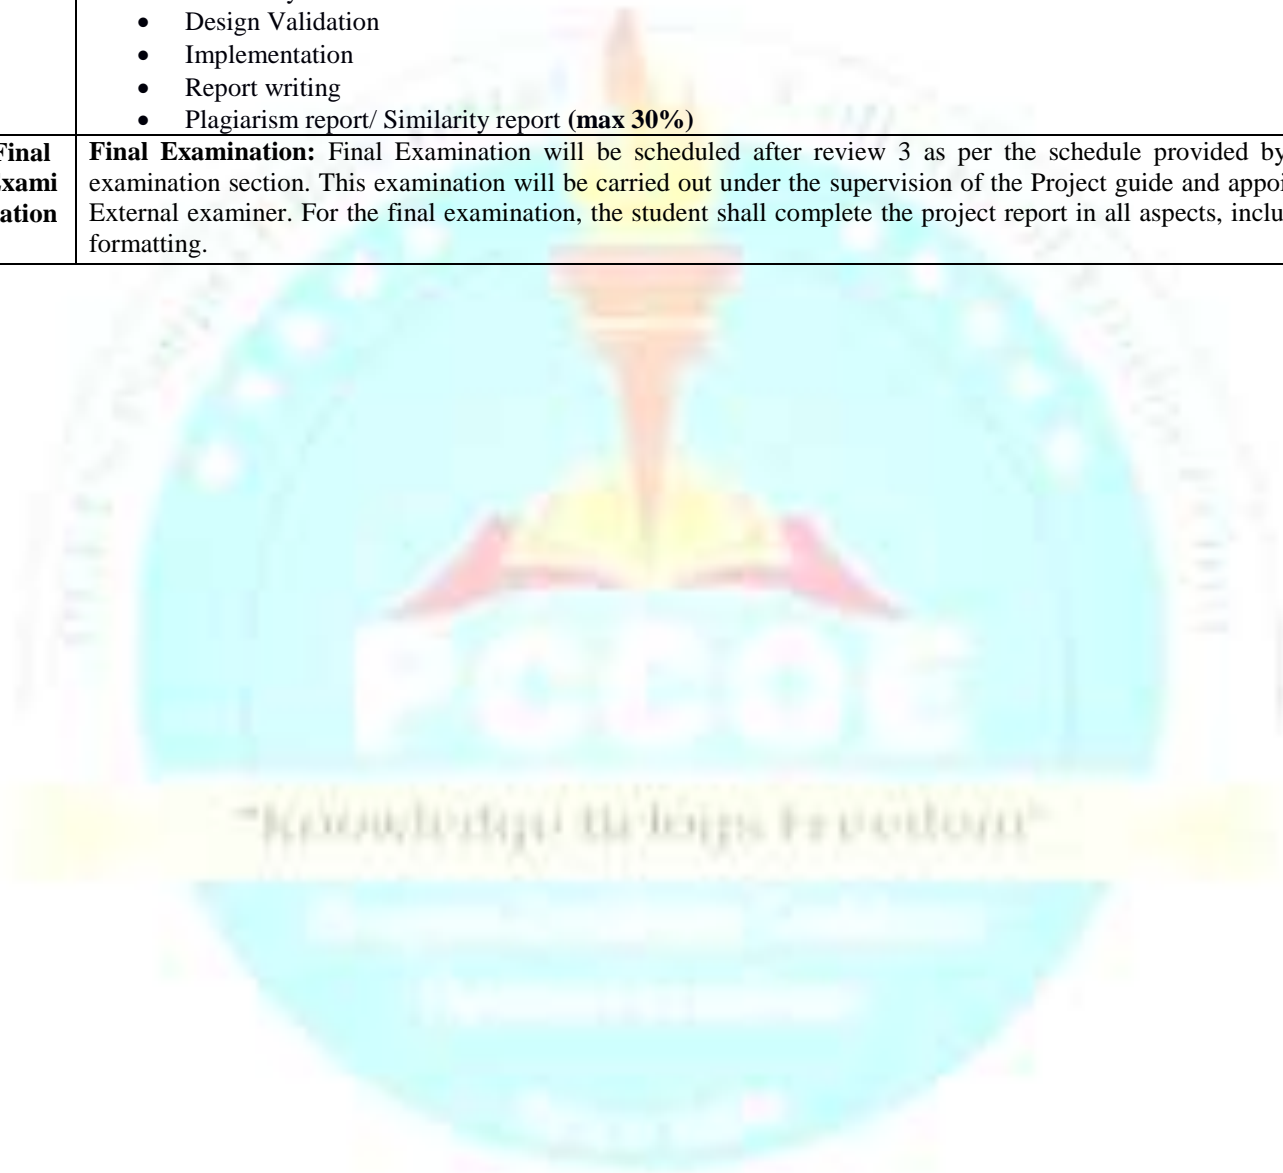 • Design Validation
• Implementation
• Report writing
• Plagiarism report/ Similarity report (max 30%)
Final Exami ation
Final Examination: Final Examination will be scheduled after review 3 as per the schedule provided by
examination section. This examination will be carried out under the supervision of the Project guide and appoi
External examiner. For the final examination, the student shall complete the project report in all aspects, inclu
formatting.
PCCOE
"Knowledge Brings Freedom"